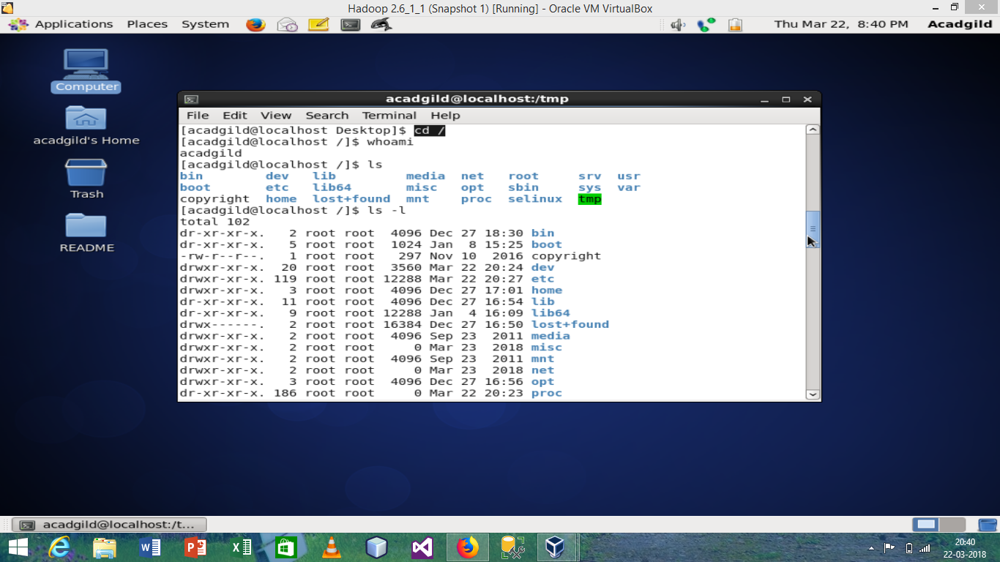 Hadoop 2.6_1_1 (Snapshot 1) [Running] - Oracle VM VirtualBox
Applications Places System Thu Mar 22, 8:40 PM Acadgild
Computer
acadgild's Home
Trash
README
acadgild@localhost:/tmp
File Edit View Search Terminal Help
[acadgild@localhost Desktop]$ cd /
[acadgild@localhost /]$ whoami
acadgild
[acadgild@localhost /]$ ls
bin dev lib media net root srv usr
boot etc lib64 misc opt sbin sys var
copyright home lost+found mnt proc selinux tmp
[acadgild@localhost /]$ ls -l
total 102
dr-xr-xr-x. 2 root root 4096 Dec 27 18:30 bin
dr-xr-xr-x. 5 root root 1024 Jan 8 15:25 boot
-rw-r--r--. 1 root root 297 Nov 10 2016 copyright
drwxr-xr-x. 20 root root 3560 Mar 22 20:24 dev
drwxr-xr-x. 119 root root 12288 Mar 22 20:27 etc
drwxr-xr-x. 3 root root 4096 Dec 27 17:01 home
dr-xr-xr-x. 11 root root 4096 Dec 27 16:54 lib
dr-xr-xr-x. 9 root root 12288 Jan 4 16:09 lib64
drwx------. 2 root root 16384 Dec 27 16:50 lost+found
drwxr-xr-x. 2 root root 4096 Sep 23 2011 media
drwxr-xr-x. 2 root root 0 Mar 23 2018 misc
drwxr-xr-x. 2 root root 4096 Sep 23 2011 mnt
drwxr-xr-x. 2 root root 0 Mar 23 2018 net
drwxr-xr-x. 3 root root 4096 Dec 27 16:56 opt
dr-xr-xr-x. 186 root root 0 Mar 22 20:23 proc
acadgild@localhost:/t...
20:40
22-03-2018